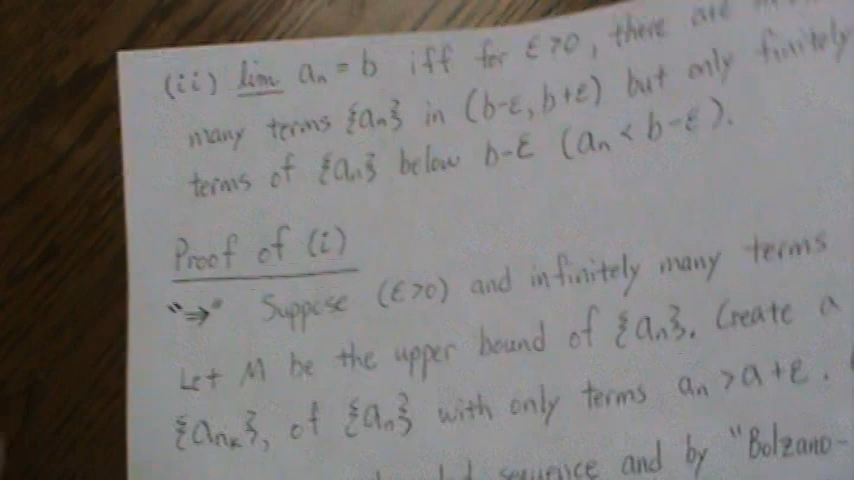 (ii) lim aₙ = b iff for ε>0, there are
many terms {aₙ} in (b-ε, b+ε) but only finitely
terms of {aₙ} below b-ε (aₙ < b-ε).
Proof of (i)
"⇒" Suppose (ε>0) and infinitely many terms
Let M be the upper bound of {aₙ}. Create a
{aₙₖ}, of {aₙ} with only terms aₙ > a+ε.
sequence and by "Bolzano-